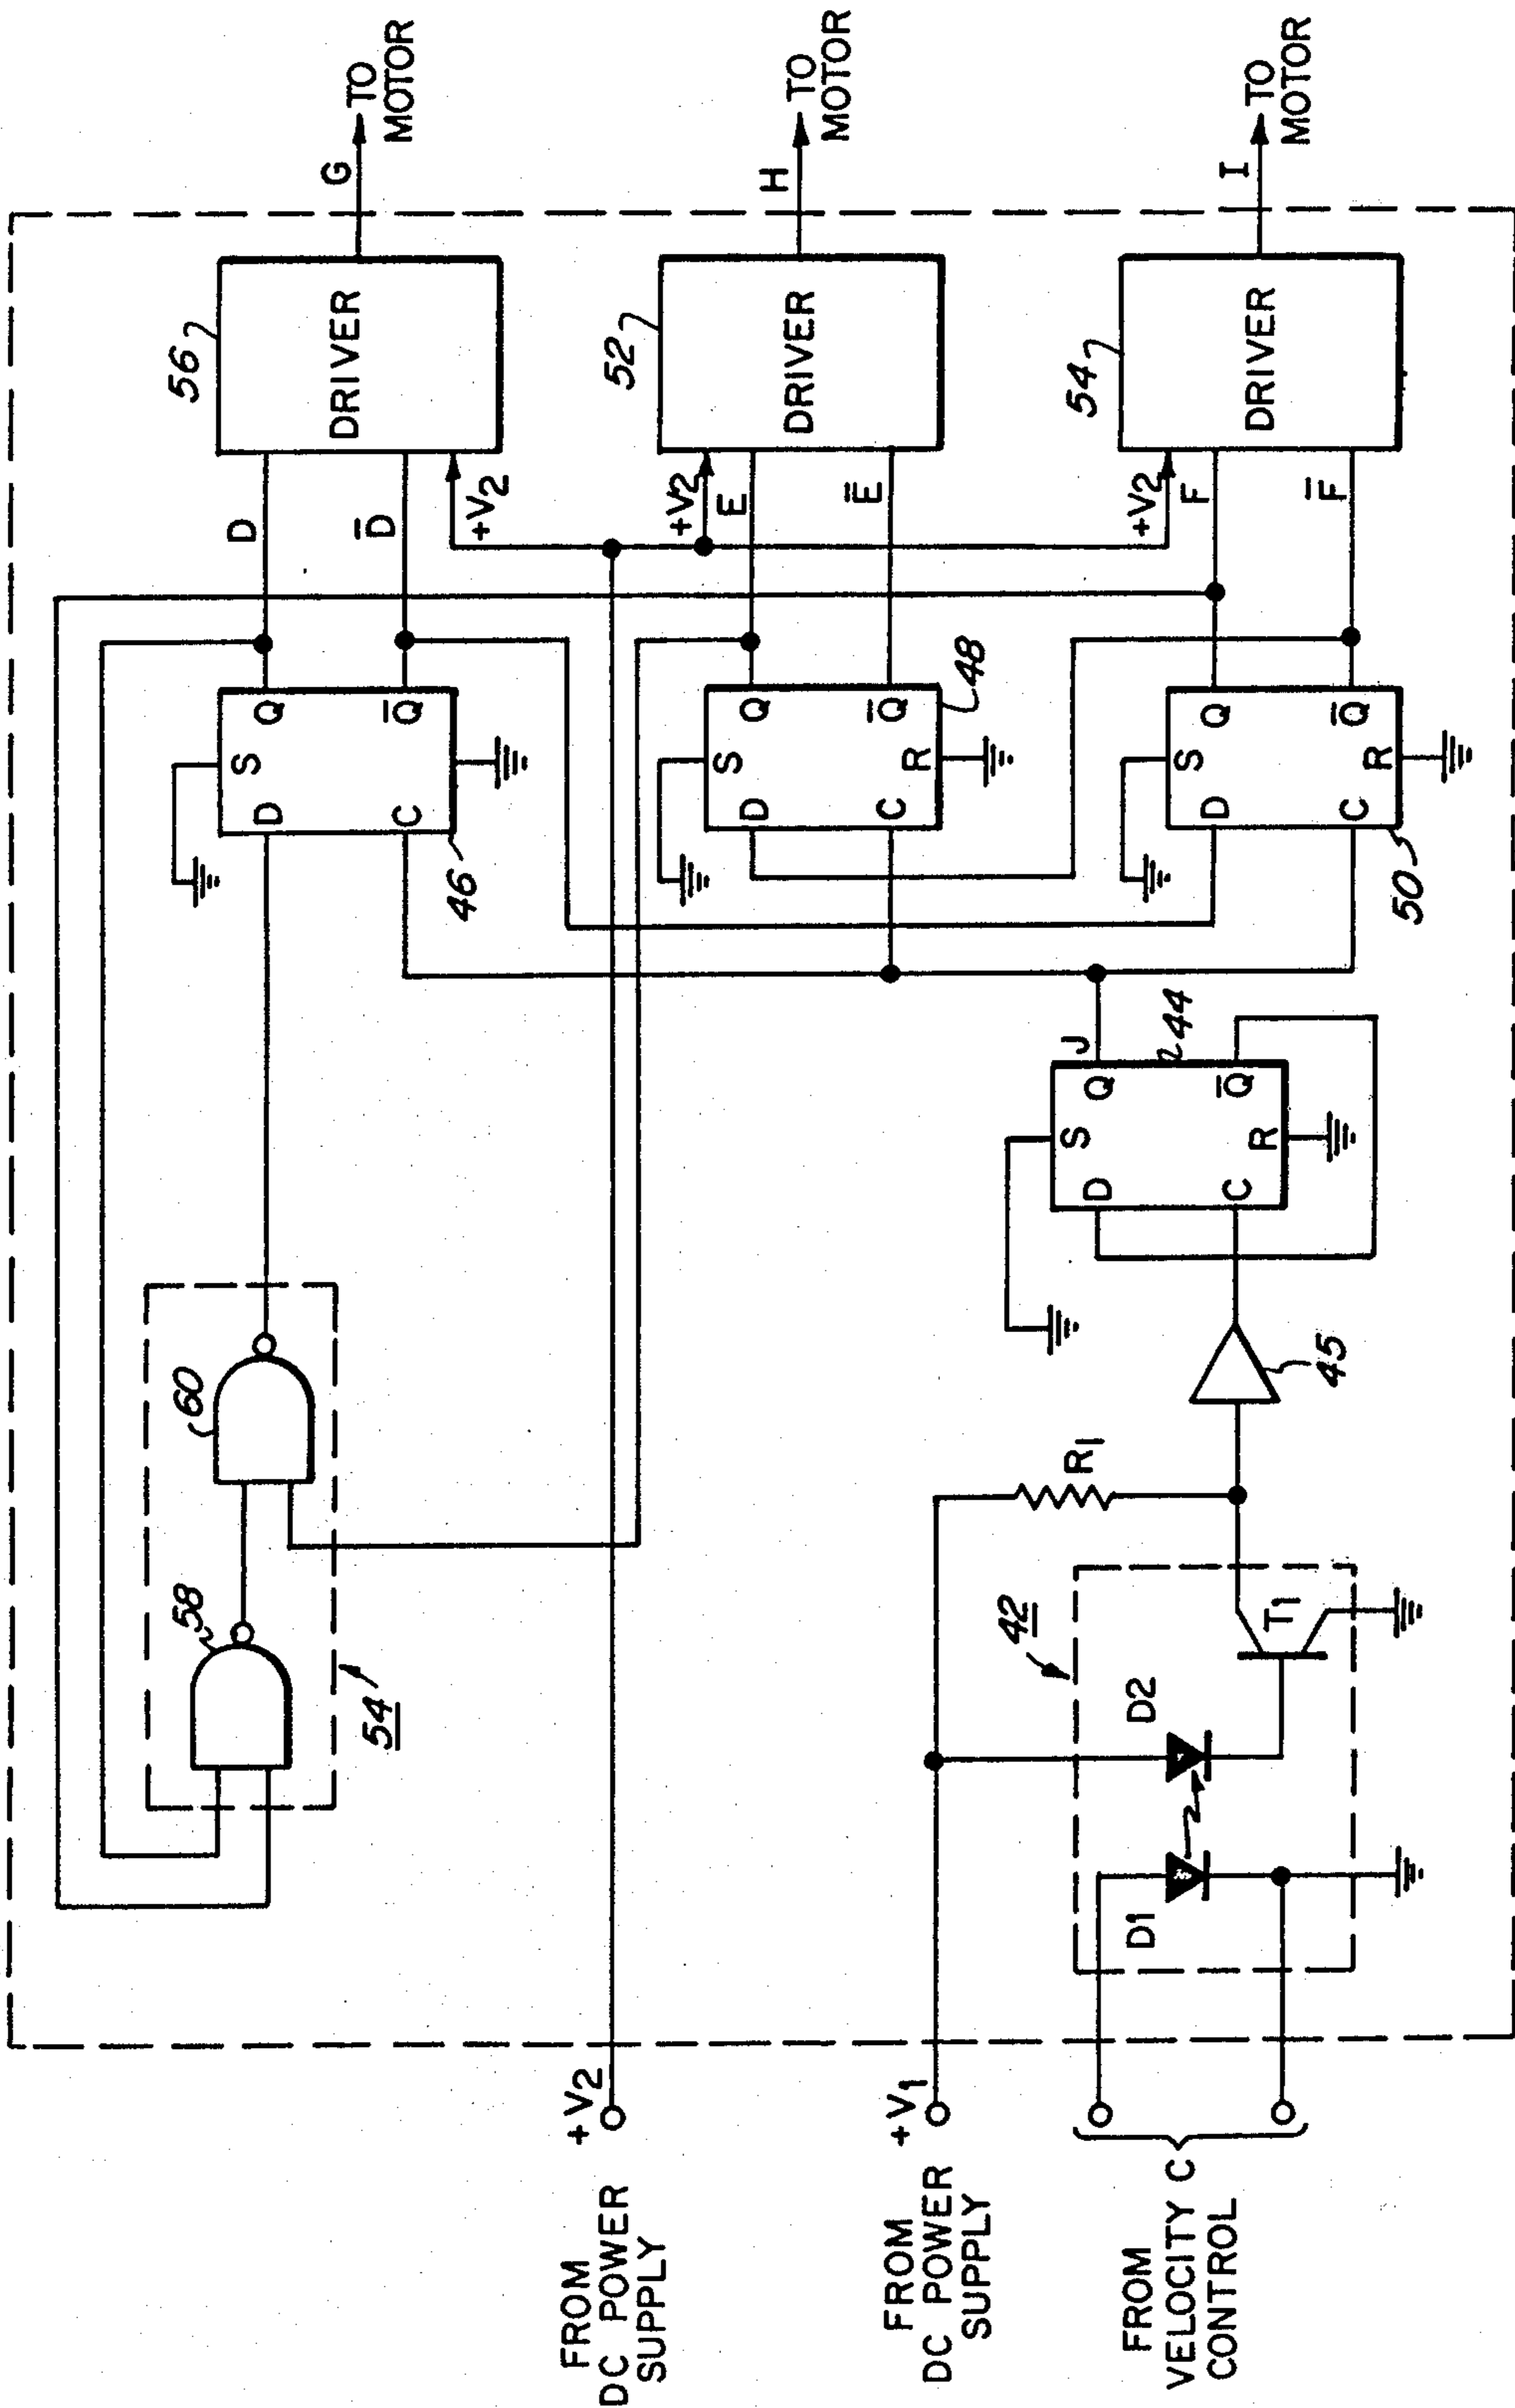 56
DRIVER
G
TO
MOTOR
D
D̅
+V2
S
D
Q
C
Q̅
46
60
58
54
52
DRIVER
H
TO
MOTOR
+V2
E
E̅
S
D
Q
C
R
Q̅
48
54
DRIVER
I
TO
MOTOR
+V2
F
F̅
S
D
Q
C
R
Q̅
50
J
44
S
D
Q
C
R
Q̅
45
R1
42
D1
D2
T1
+V2
FROM
DC POWER
SUPPLY
+V1
FROM
DC POWER
SUPPLY
FROM
VELOCITY C
CONTROL